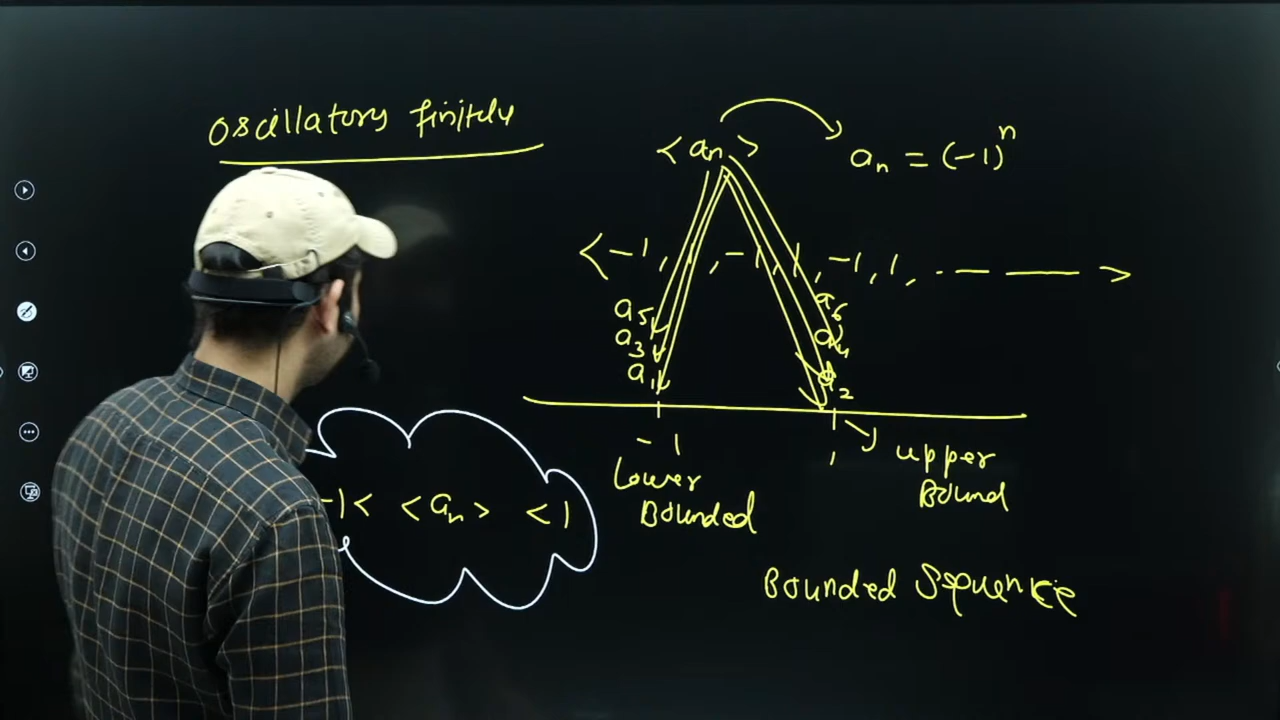 Oscillatory finitely
< an > an = (-1)^n
< -1, , -1, 1, -1, 1, . — — >
a5 a6
a3 a4
a1 a2
-1 1
Lower Bounded
upper Bound
-1 < < an > < 1
Bounded Sequence